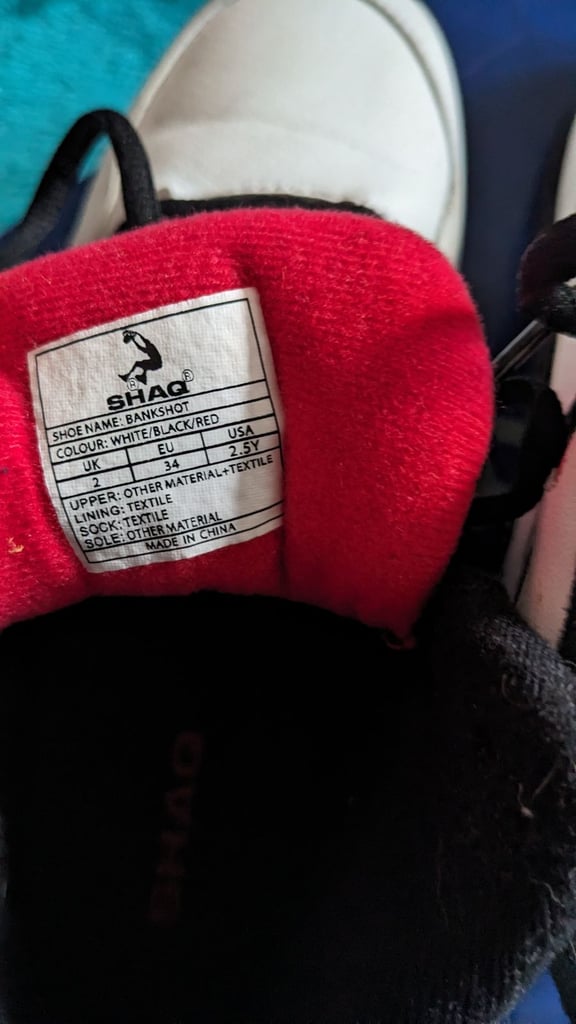 SHAQ
SHOE NAME: BANKSHOT
COLOUR: WHITE/BLACK/RED
UK EU USA
2 34 2.5Y
UPPER: OTHER MATERIAL+TEXTILE
LINING: TEXTILE
SOCK: TEXTILE
SOLE: OTHER MATERIAL
MADE IN CHINA
SHAQ